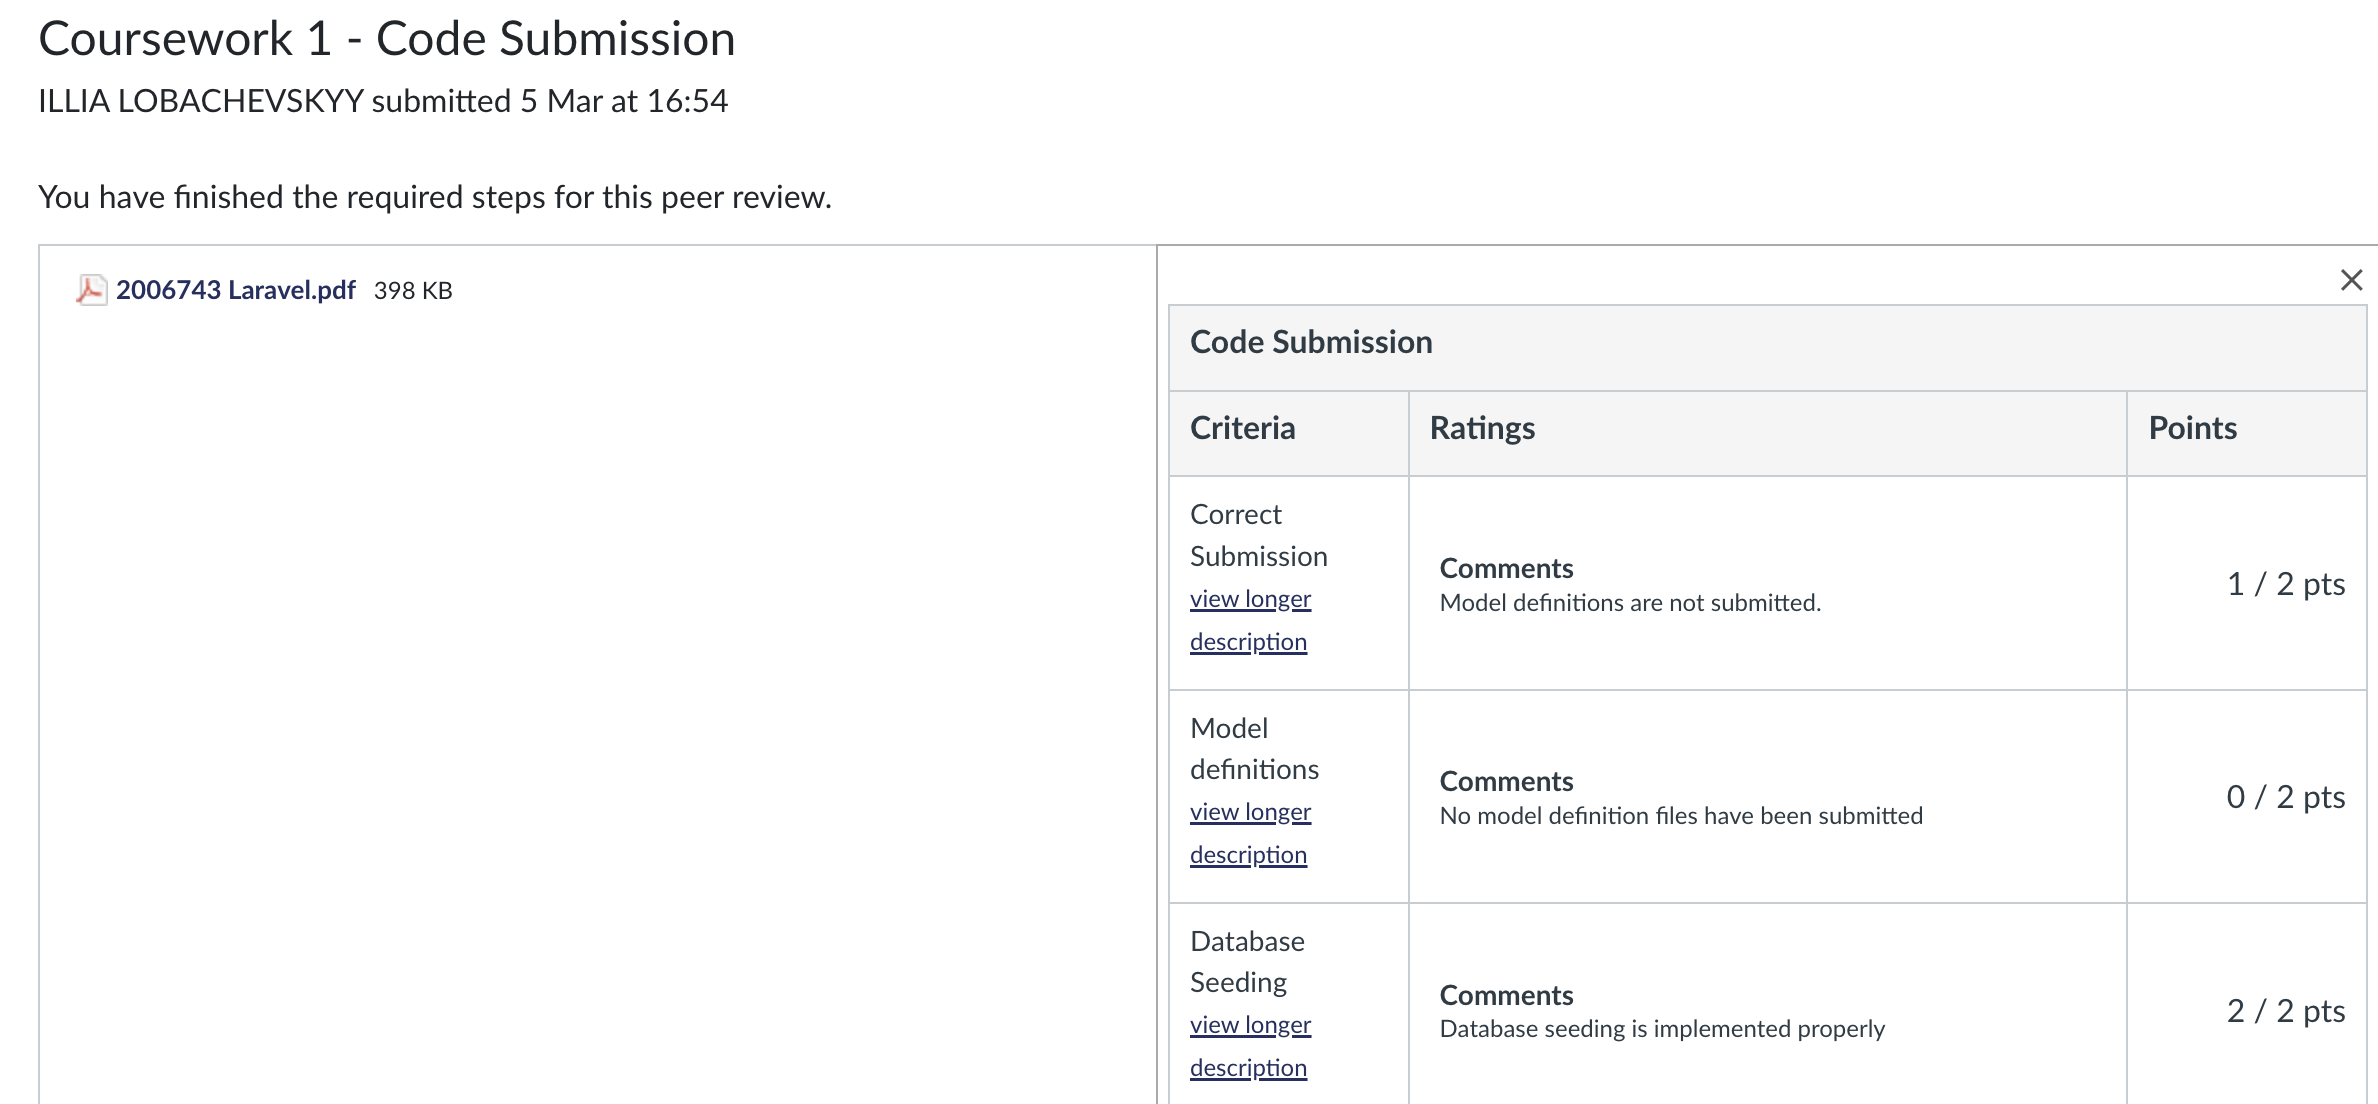 Coursework 1 - Code Submission
ILLIA LOBACHEVSKYY submitted 5 Mar at 16:54
You have finished the required steps for this peer review.
2006743 Laravel.pdf 398 KB
Code Submission
Criteria
Ratings
Points
Correct
Submission
view longer
description
Comments
Model definitions are not submitted.
1 / 2 pts
Model
definitions
view longer
description
Comments
No model definition files have been submitted
0 / 2 pts
Database
Seeding
view longer
description
Comments
Database seeding is implemented properly
2 / 2 pts